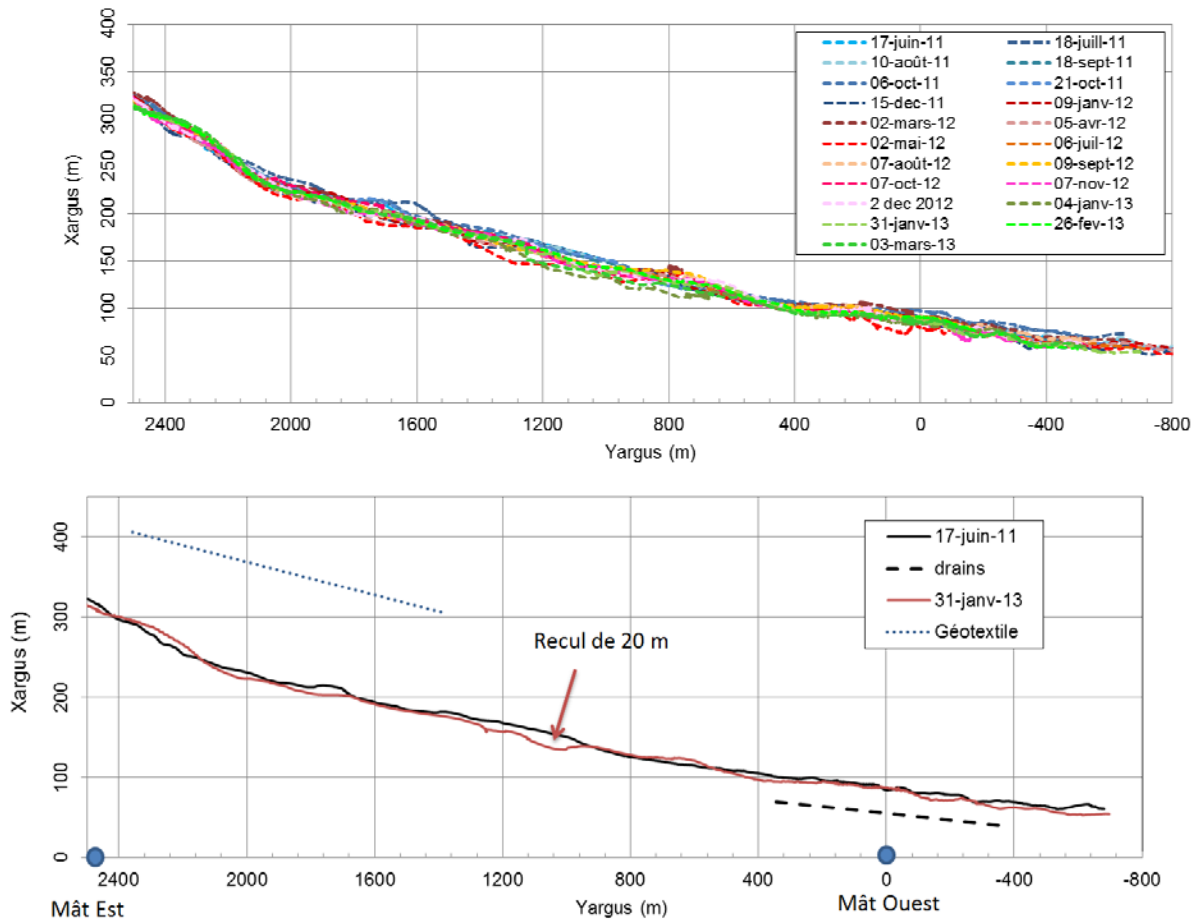 400
350
300
250
200
150
100
50
0
Xargus (m)
17-juin-11 18-juill-11
10-août-11 18-sept-11
06-oct-11 21-oct-11
15-dec-11 09-janv-12
02-mars-12 05-avr-12
02-mai-12 06-juil-12
07-août-12 09-sept-12
07-oct-12 07-nov-12
2 dec 2012 04-janv-13
31-janv-13 26-fev-13
03-mars-13
2400 2000 1600 1200 800 400 0 -400 -800
Yargus (m)
400
300
200
100
0
Xargus (m)
17-juin-11
drains
31-janv-13
Géotextile
Recul de 20 m
2400 2000 1600 1200 800 400 0 -400 -800
Mât Est Yargus (m) Mât Ouest